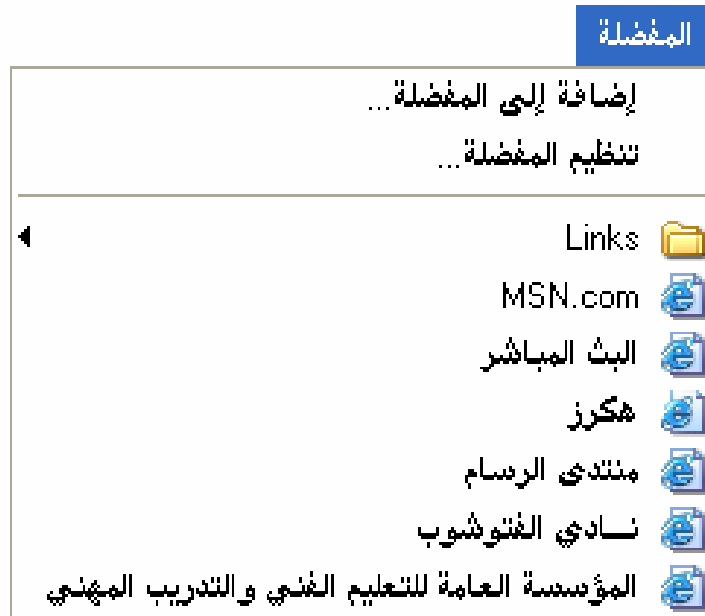 المفضلة
إضافة إلى المفضلة...
تنظيم المفضلة...
Links
MSN.com
البث المباشر
هكرز
منتدى الرسام
نــادي الفتوشوب
المؤسسة العامة للتعليم الفني والتدريب المهني